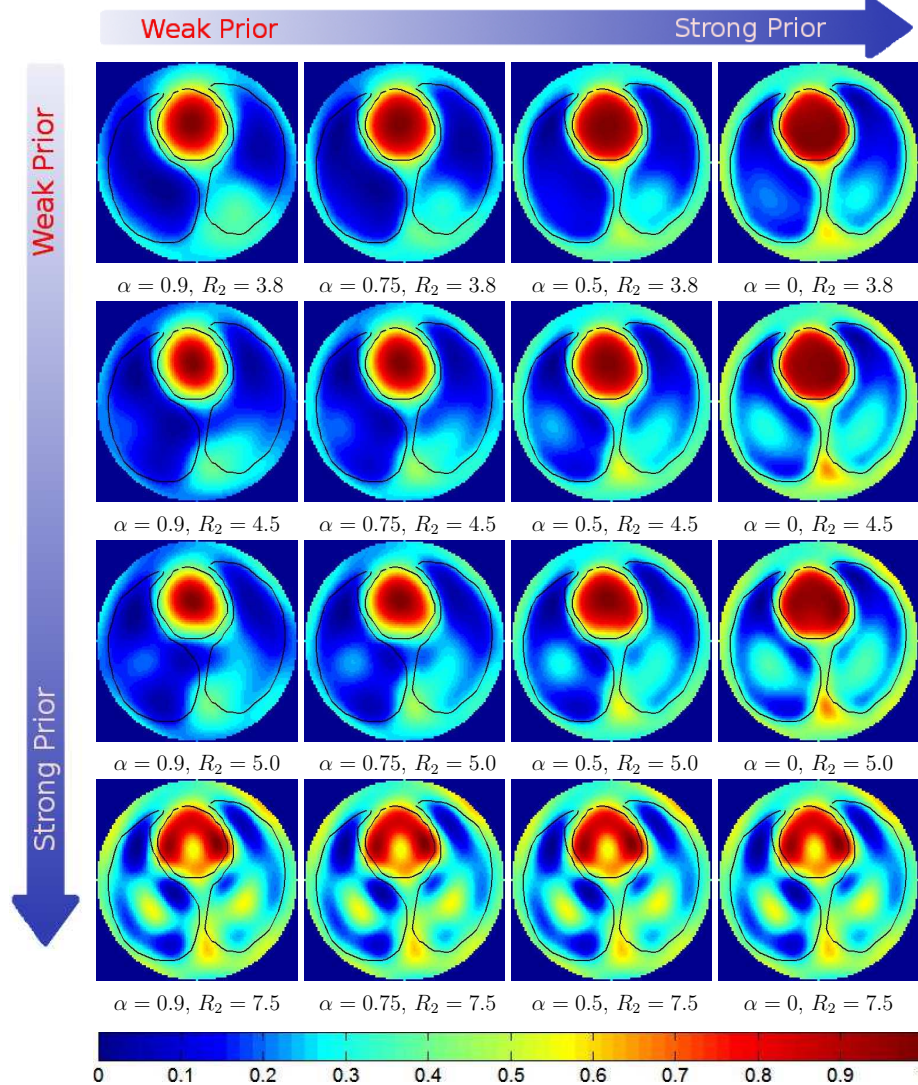 Weak Prior Strong Prior
Weak Prior
Strong Prior
α = 0.9, R₂ = 3.8 α = 0.75, R₂ = 3.8 α = 0.5, R₂ = 3.8 α = 0, R₂ = 3.8
α = 0.9, R₂ = 4.5 α = 0.75, R₂ = 4.5 α = 0.5, R₂ = 4.5 α = 0, R₂ = 4.5
α = 0.9, R₂ = 5.0 α = 0.75, R₂ = 5.0 α = 0.5, R₂ = 5.0 α = 0, R₂ = 5.0
α = 0.9, R₂ = 7.5 α = 0.75, R₂ = 7.5 α = 0.5, R₂ = 7.5 α = 0, R₂ = 7.5
0 0.1 0.2 0.3 0.4 0.5 0.6 0.7 0.8 0.9